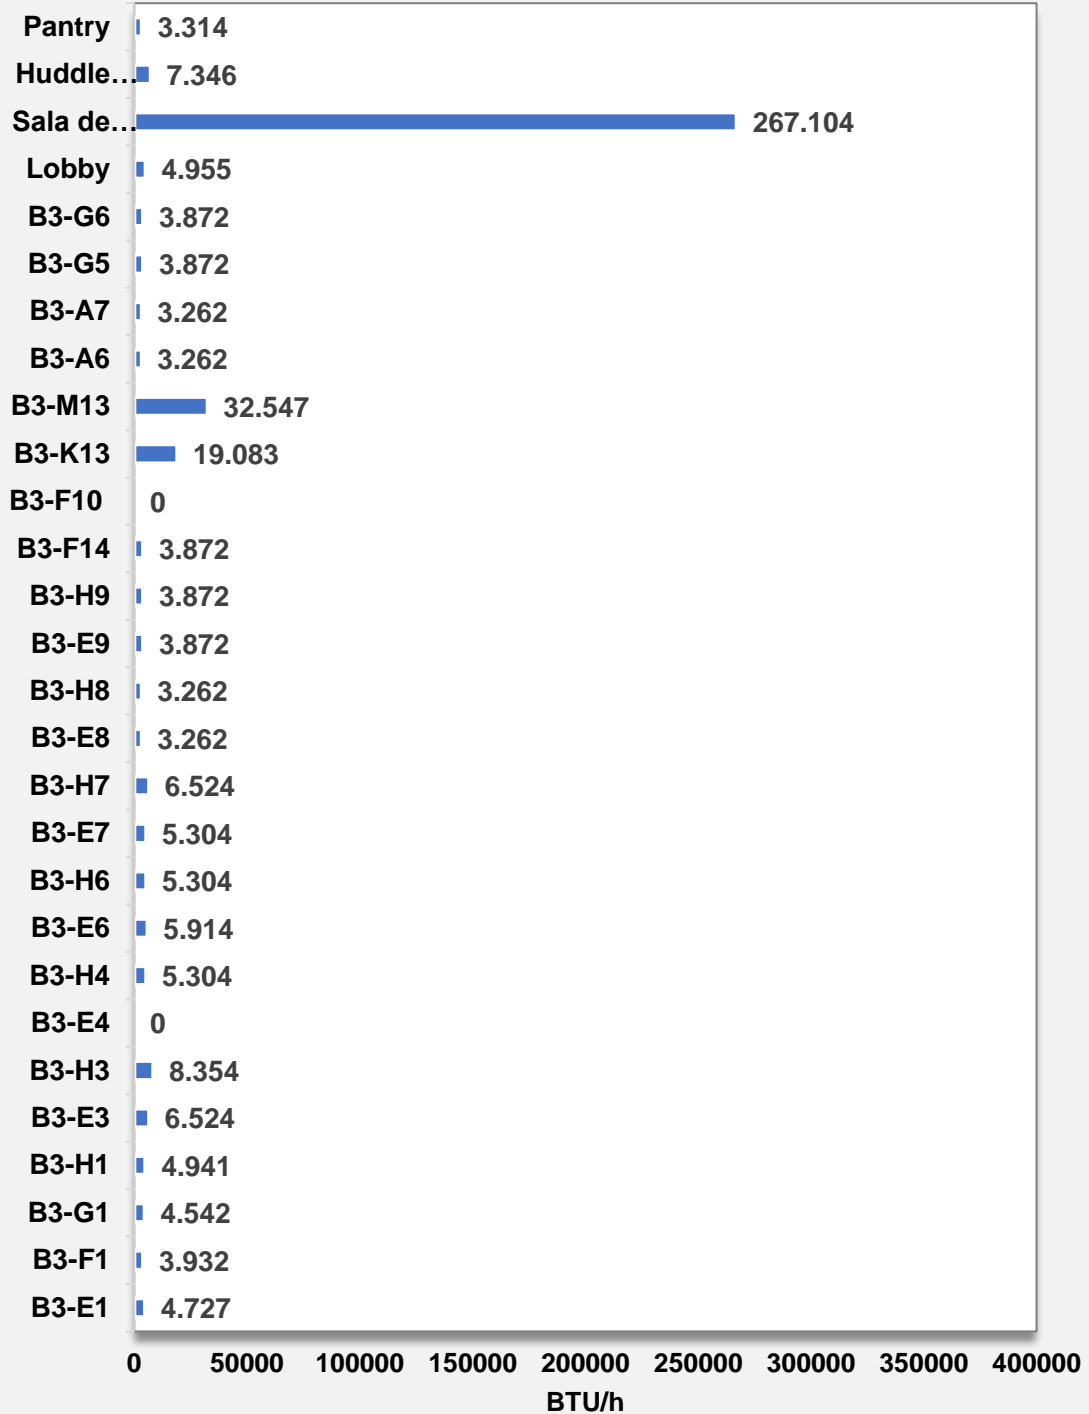 Pantry 3.314
Huddle... 7.346
Sala de... 267.104
Lobby 4.955
B3-G6 3.872
B3-G5 3.872
B3-A7 3.262
B3-A6 3.262
B3-M13 32.547
B3-K13 19.083
B3-F10 0
B3-F14 3.872
B3-H9 3.872
B3-E9 3.872
B3-H8 3.262
B3-E8 3.262
B3-H7 6.524
B3-E7 5.304
B3-H6 5.304
B3-E6 5.914
B3-H4 5.304
B3-E4 0
B3-H3 8.354
B3-E3 6.524
B3-H1 4.941
B3-G1 4.542
B3-F1 3.932
B3-E1 4.727
0 50000 100000 150000 200000 250000 300000 350000 400000
BTU/h